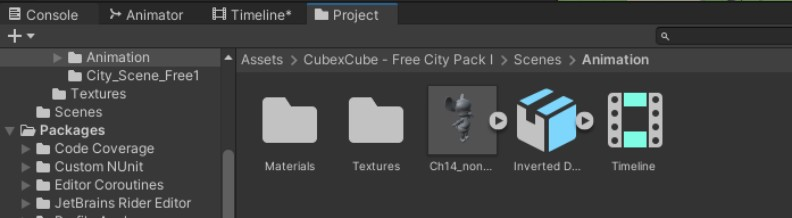 Console Animator Timeline* Project
Animation
City_Scene_Free1
Textures
Scenes
Packages
Code Coverage
Custom NUnit
Editor Coroutines
JetBrains Rider Editor
Assets > CubexCube - Free City Pack I > Scenes > Animation
Materials Textures Ch14_non... Inverted D... Timeline